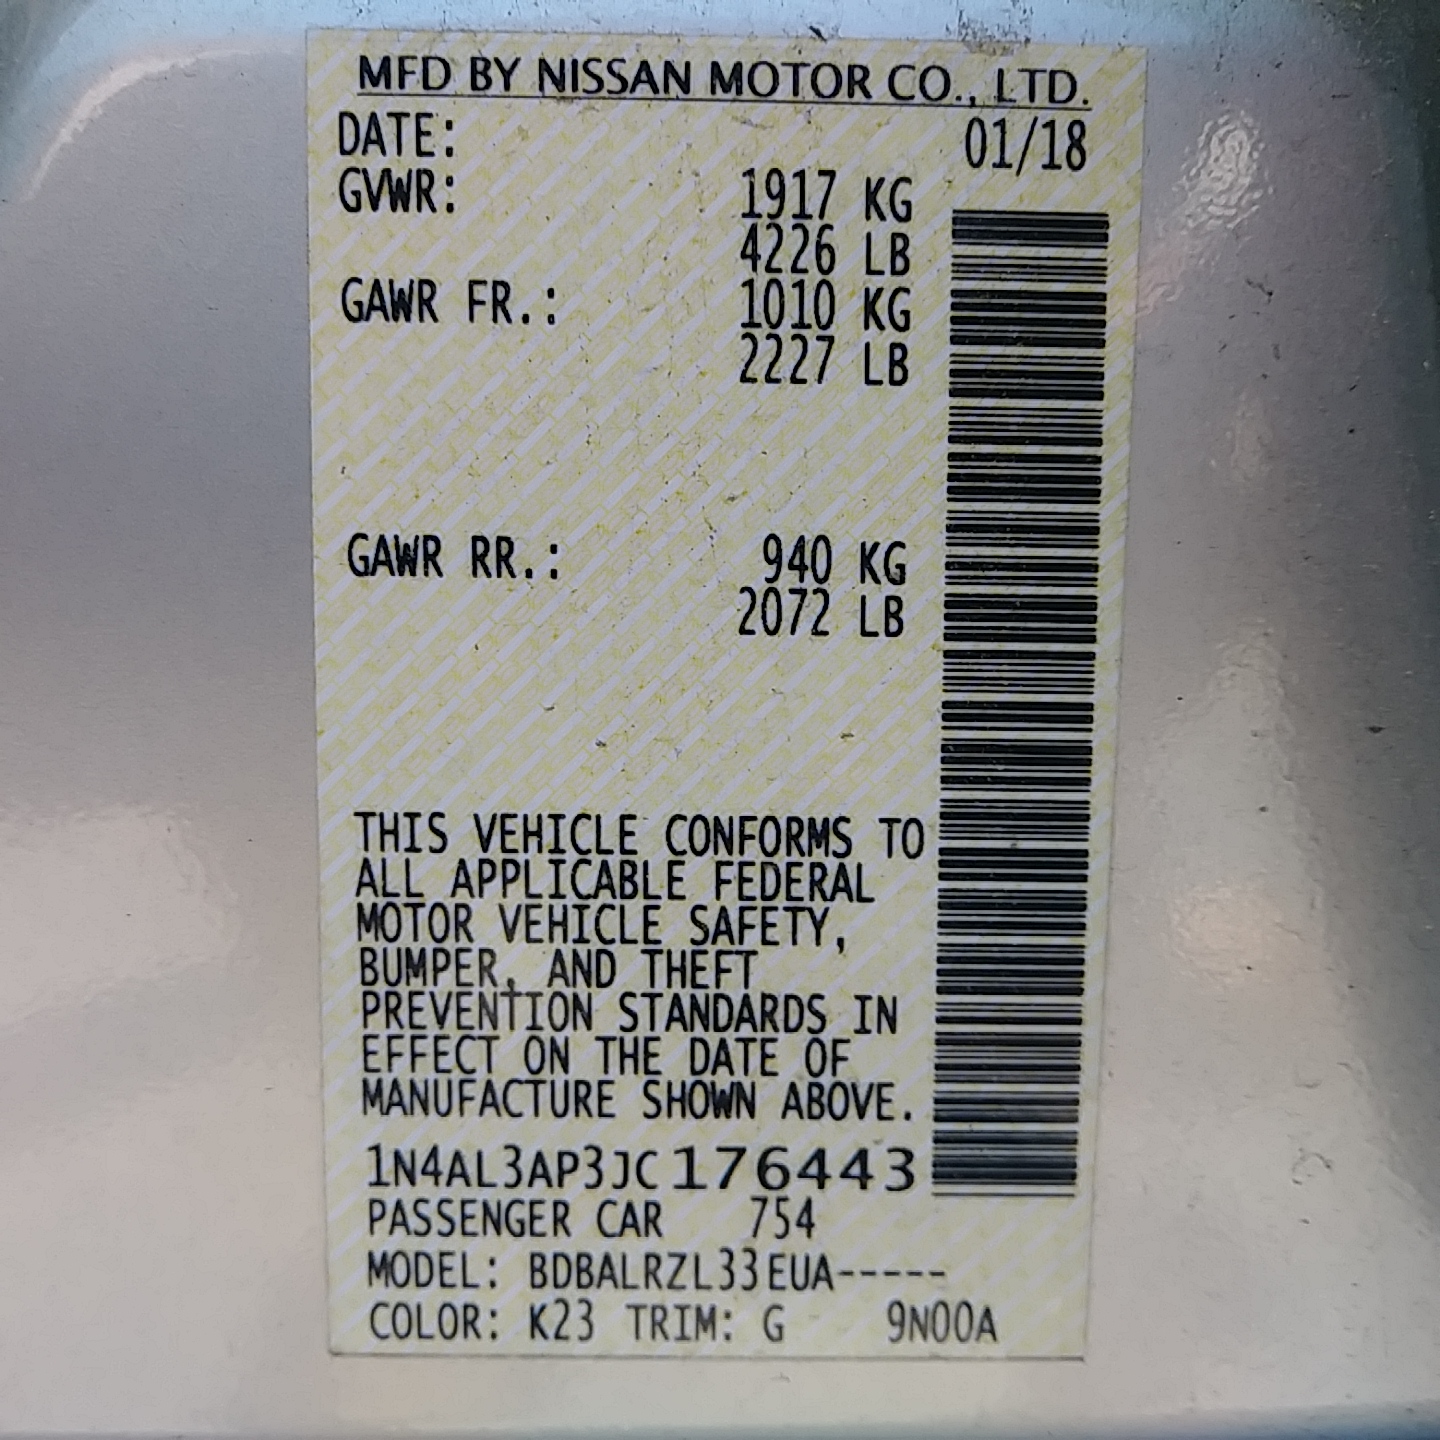 MFD BY NISSAN MOTOR CO., LTD.
DATE: 01/18
GVWR: 1917 KG
4226 LB
GAWR FR.: 1010 KG
2227 LB
GAWR RR.: 940 KG
2072 LB
THIS VEHICLE CONFORMS TO
ALL APPLICABLE FEDERAL
MOTOR VEHICLE SAFETY,
BUMPER, AND THEFT
PREVENTION STANDARDS IN
EFFECT ON THE DATE OF
MANUFACTURE SHOWN ABOVE.
1N4AL3AP3JC176443
PASSENGER CAR 754
MODEL: BDBALRZL33EUA-----
COLOR: K23 TRIM: G 9N00A